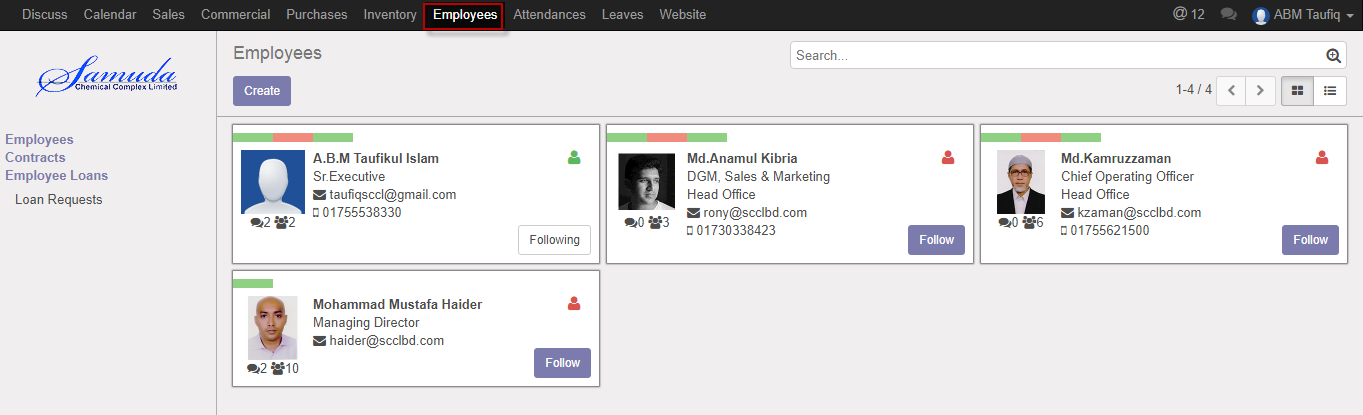 Discuss Calendar Sales Commercial Purchases Inventory Employees Attendances Leaves Website @ 12 ABM Taufiq
Samuda
Chemical Complex Limited
Employees
Contracts
Employee Loans
Loan Requests
Employees
Search...
Create
1-4 / 4
A.B.M Taufikul Islam
Sr.Executive
taufiqsccl@gmail.com
01755538330
2 2
Following
Md.Anamul Kibria
DGM, Sales & Marketing
Head Office
rony@scclbd.com
01730338423
0 3
Follow
Md.Kamruzzaman
Chief Operating Officer
Head Office
kzaman@scclbd.com
01755621500
0 6
Follow
Mohammad Mustafa Haider
Managing Director
haider@scclbd.com
2 10
Follow